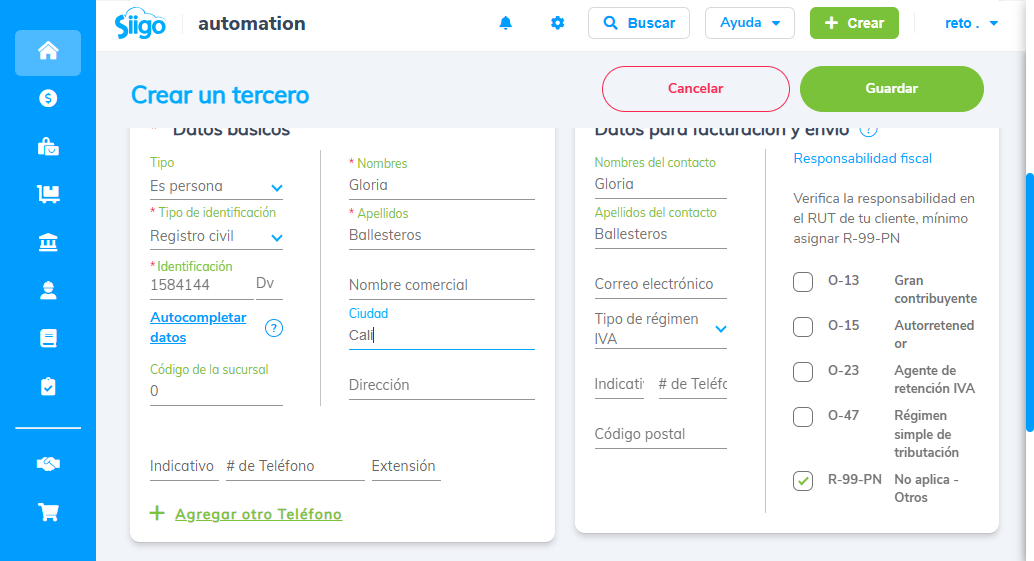 Siigo
automation
Buscar
Ayuda
Crear
reto .
Crear un tercero
Cancelar
Guardar
* Datos básicos
Tipo
Es persona
* Tipo de identificación
Registro civil
* Identificación
1584144
Dv
Autocompletar
datos
?
Código de la sucursal
0
* Nombres
Gloria
* Apellidos
Ballesteros
Nombre comercial
Ciudad
Cali
Dirección
Indicativo
# de Teléfono
Extensión
+ Agregar otro Teléfono
Datos para facturación y envío ?
Nombres del contacto
Gloria
Apellidos del contacto
Ballesteros
Correo electrónico
Tipo de régimen
IVA
Indicati
# de Teléfo
Código postal
Responsabilidad fiscal
Verifica la responsabilidad en
el RUT de tu cliente, mínimo
asignar R-99-PN
O-13 Gran
contribuyente
O-15 Autorretened
or
O-23 Agente de
retención IVA
O-47 Régimen
simple de
tributación
R-99-PN No aplica -
Otros